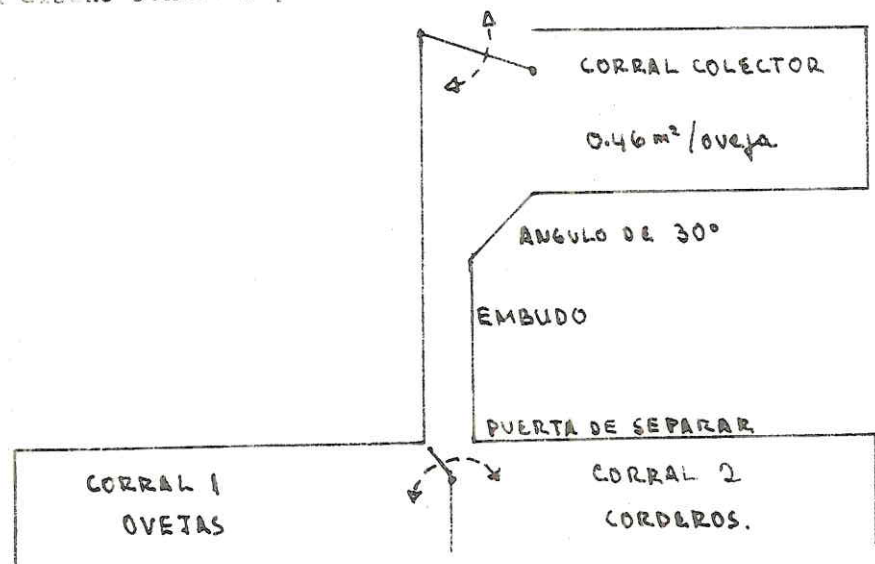 CORRAL COLECTOR
0.46 m²/oveja
ANGULO DE 30°
EMBUDO
PUERTA DE SEPARAR
CORRAL 1
OVEJAS
CORRAL 2
CORDEROS.